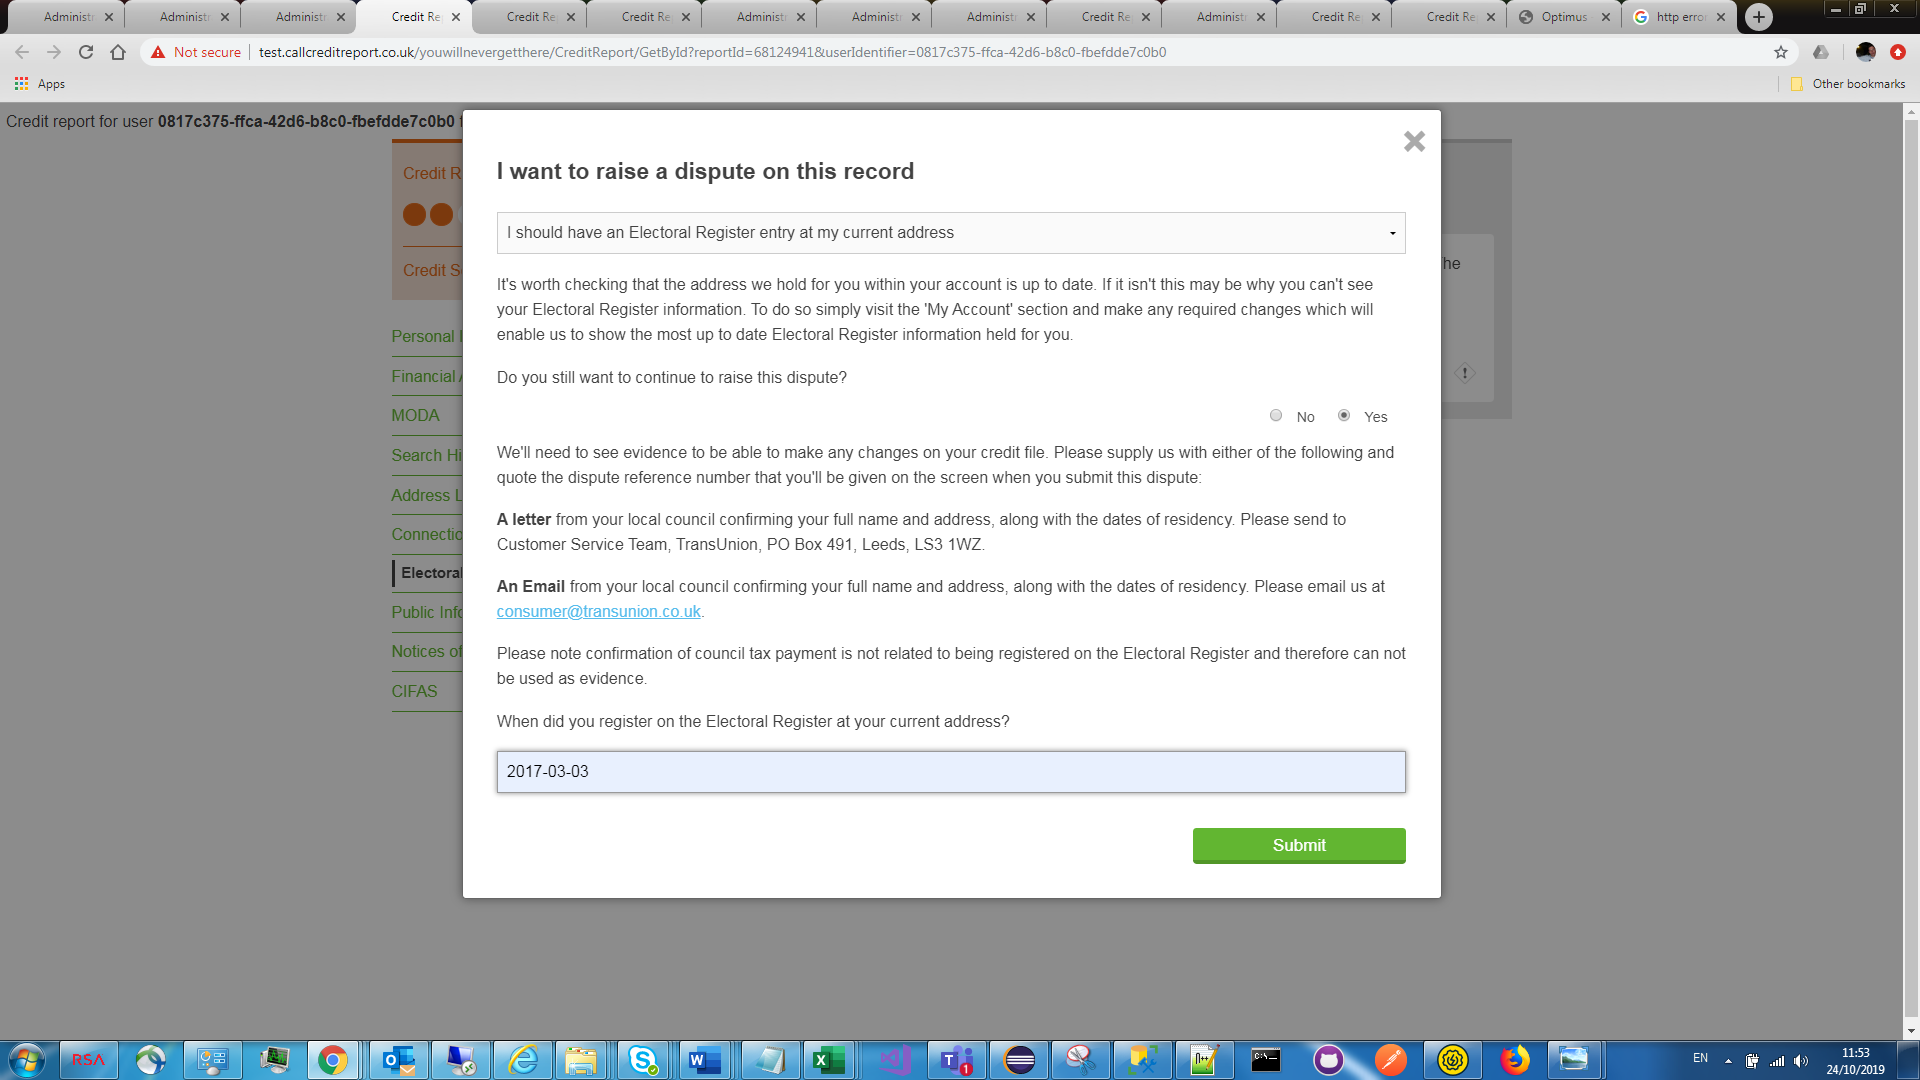 Administr
Administr
Administr
Credit Re
Credit Re
Credit Re
Administr
Administr
Administr
Credit Re
Administr
Credit Re
Credit Re
Optimus
http erro
Not secure
test.callcreditreport.co.uk/youwillnevergetthere/CreditReport/GetById?reportId=68124941&userIdentifier=0817c375-ffca-42d6-b8c0-fbefdde7c0b0
Apps
Other bookmarks
Credit report for user 0817c375-ffca-42d6-b8c0-fbefdde7c0b0
Credit R
Credit S
Personal
Financial
MODA
Search Hi
Address L
Connectio
Electoral
Public Info
Notices of
CIFAS
he
I want to raise a dispute on this record
I should have an Electoral Register entry at my current address
It's worth checking that the address we hold for you within your account is up to date. If it isn't this may be why you can't see
your Electoral Register information. To do so simply visit the 'My Account' section and make any required changes which will
enable us to show the most up to date Electoral Register information held for you.
Do you still want to continue to raise this dispute?
No Yes
We'll need to see evidence to be able to make any changes on your credit file. Please supply us with either of the following and
quote the dispute reference number that you'll be given on the screen when you submit this dispute:
A letter from your local council confirming your full name and address, along with the dates of residency. Please send to
Customer Service Team, TransUnion, PO Box 491, Leeds, LS3 1WZ.
An Email from your local council confirming your full name and address, along with the dates of residency. Please email us at
consumer@transunion.co.uk.
Please note confirmation of council tax payment is not related to being registered on the Electoral Register and therefore can not
be used as evidence.
When did you register on the Electoral Register at your current address?
2017-03-03
Submit
RSA
EN
11:53
24/10/2019